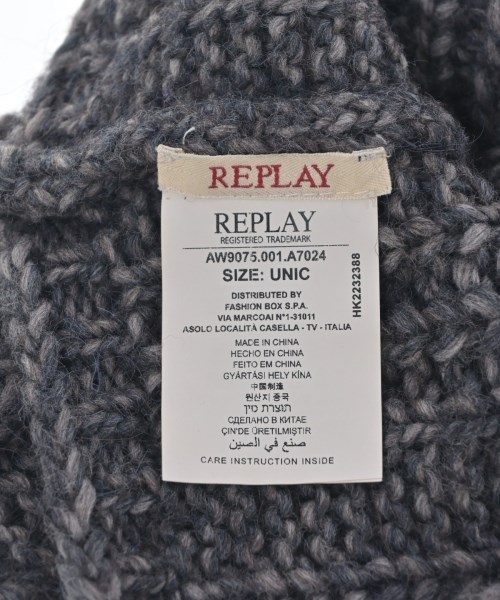 REPLAY
REPLAY
REGISTERED TRADEMARK
AW9075.001.A7024
SIZE: UNIC
HK2232388
DISTRIBUTED BY
FASHION BOX S.P.A.
VIA MARCOAI N°1-31011
ASOLO LOCALITÀ CASELLA - TV - ITALIA
MADE IN CHINA
HECHO EN CHINA
FEITO EM CHINA
GYÁRTÁSI HELY KÍNA
中国制造
원산지 중국
תוצרת סין
СДЕЛАНО В КИТАЕ
ÇİN'DE ÜRETİLMİŞTİR
صنع في الصين
CARE INSTRUCTION INSIDE